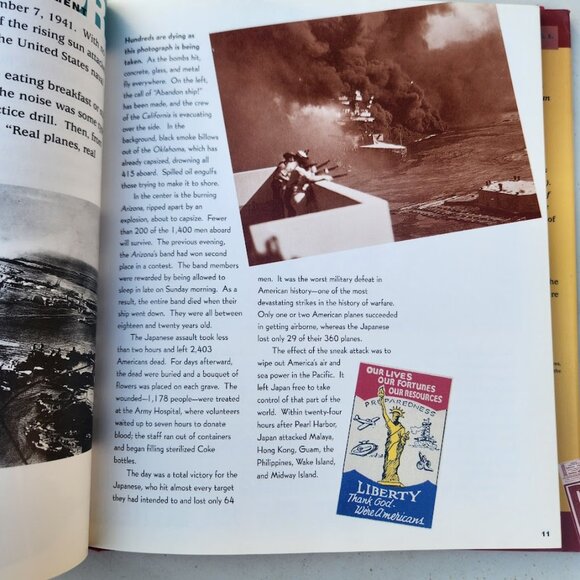 R
MENT
mber 7, 1941. With
of the rising sun attac
the United States nav
eating breakfast or
the noise was some
ctice drill. Then, from
"Real planes, real
Hundreds are dying as
this photograph is being
taken. As the bombs hit,
concrete, glass, and metal
fly everywhere. On the left,
the call of "Abandon ship!"
has been made, and the crew
of the California is evacuating
over the side. In the
background, black smoke billows
out of the Oklahoma, which has
already capsized, drowning all
415 aboard. Spilled oil engulfs
those trying to make it to shore.
In the center is the burning
Arizona, ripped apart by an
explosion, about to capsize. Fewer
than 200 of the 1,400 men aboard
will survive. The previous evening,
the Arizona's band had won second
place in a contest. The band members
were rewarded by being allowed to
sleep in late on Sunday morning. As a
result, the entire band died when their
ship went down. They were all between
eighteen and twenty years old.
The Japanese assault took less
than two hours and left 2,403
Americans dead. For days afterward,
the dead were buried and a bouquet of
flowers was placed on each grave. The
wounded—1,178 people—were treated
at the Army Hospital, where volunteers
waited up to seven hours to donate
blood; the staff ran out of containers
and began filling sterilized Coke
bottles.
The day was a total victory for the
Japanese, who hit almost every target
they had intended to and lost only 64
men. It was the worst military defeat in
American history—one of the most
devastating strikes in the history of warfare.
Only one or two American planes succeeded
in getting airborne, whereas the Japanese
lost only 29 of their 360 planes.
The effect of the sneak attack was to
wipe out America's air and
sea power in the Pacific. It
left Japan free to take
control of that part of the
world. Within twenty-four
hours after Pearl Harbor,
Japan attacked Malaya,
Hong Kong, Guam, the
Philippines, Wake Island,
and Midway Island.
OUR LIVES
OUR FORTUNES
OUR RESOURCES
PREPAREDNESS
LIBERTY
Thank God-
We're Americans.
11